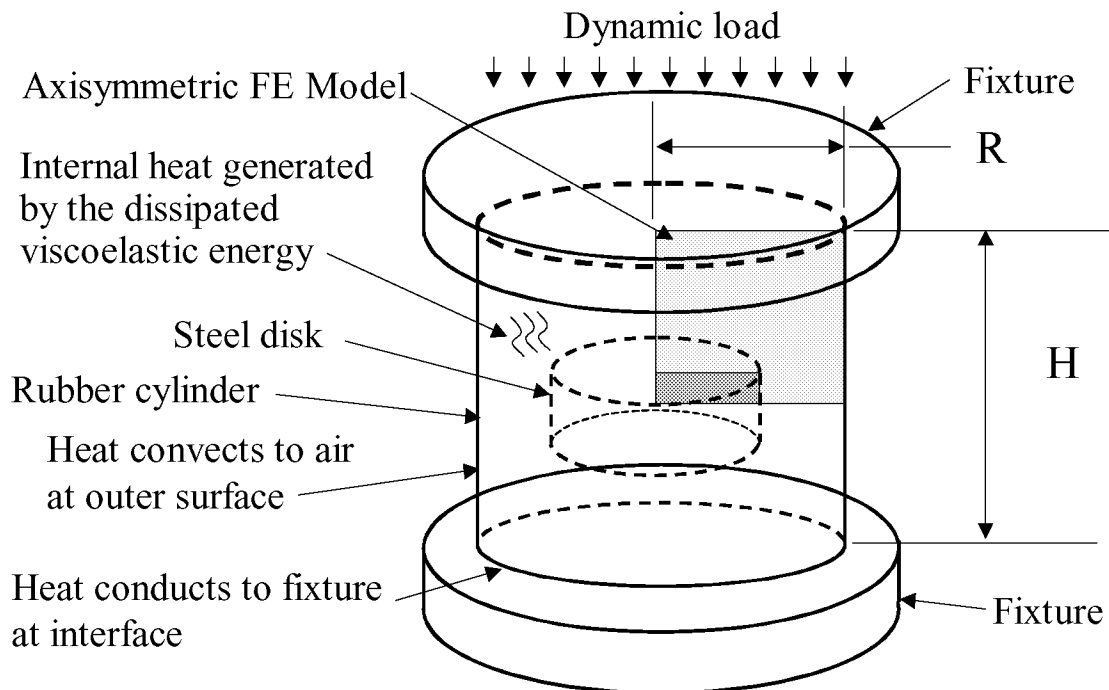 Dynamic load
Axisymmetric FE Model
Fixture
R
Internal heat generated
by the dissipated
viscoelastic energy
Steel disk
H
Rubber cylinder
Heat convects to air
at outer surface
Heat conducts to fixture
at interface
Fixture